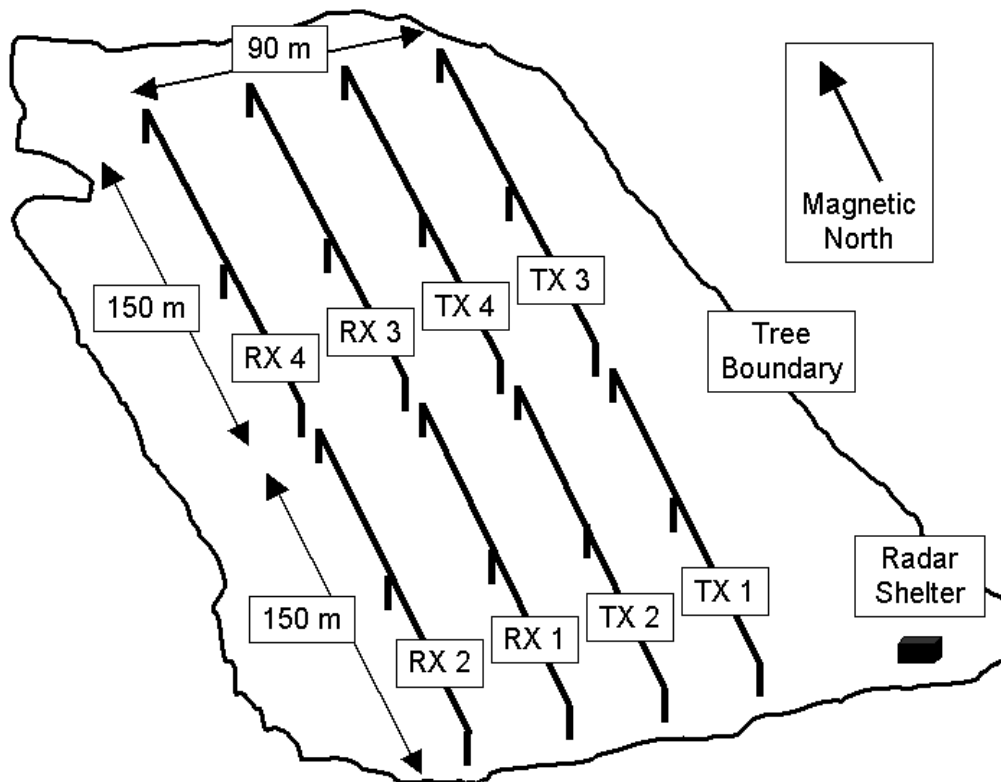 90 m
Magnetic
North
TX 3
150 m
TX 4
RX 3
RX 4
Tree
Boundary
Radar
Shelter
TX 1
TX 2
150 m
RX 1
RX 2